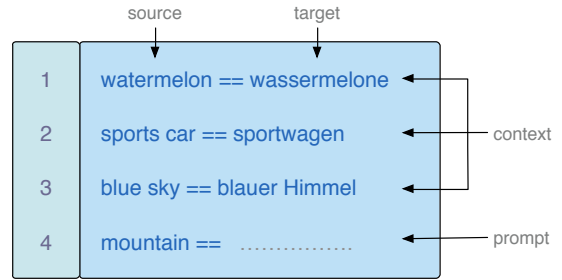 source target
1 watermelon == wassermelone
2 sports car == sportwagen
context
3 blue sky == blauer Himmel
4 mountain == ................
prompt